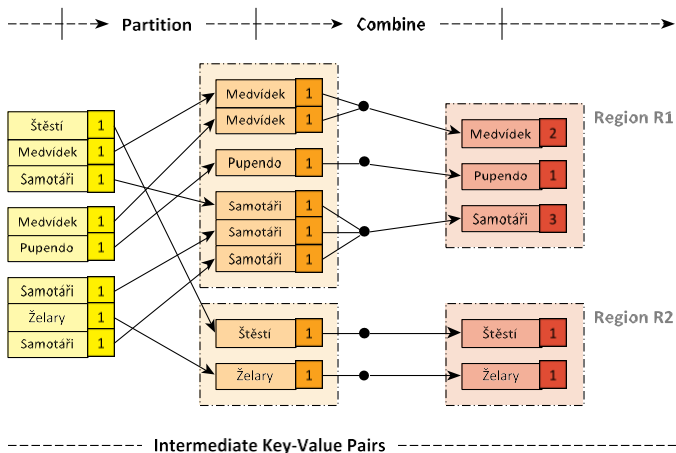 Partition
Combine
Štěstí 1
Medvídek 1
Samotáři 1
Medvídek 1
Pupendo 1
Samotáři 1
Želary 1
Samotáři 1
Medvídek 1
Medvídek 1
Pupendo 1
Samotáři 1
Samotáři 1
Samotáři 1
Štěstí 1
Želary 1
Region R1
Medvídek 2
Pupendo 1
Samotáři 3
Region R2
Štěstí 1
Želary 1
Intermediate Key-Value Pairs